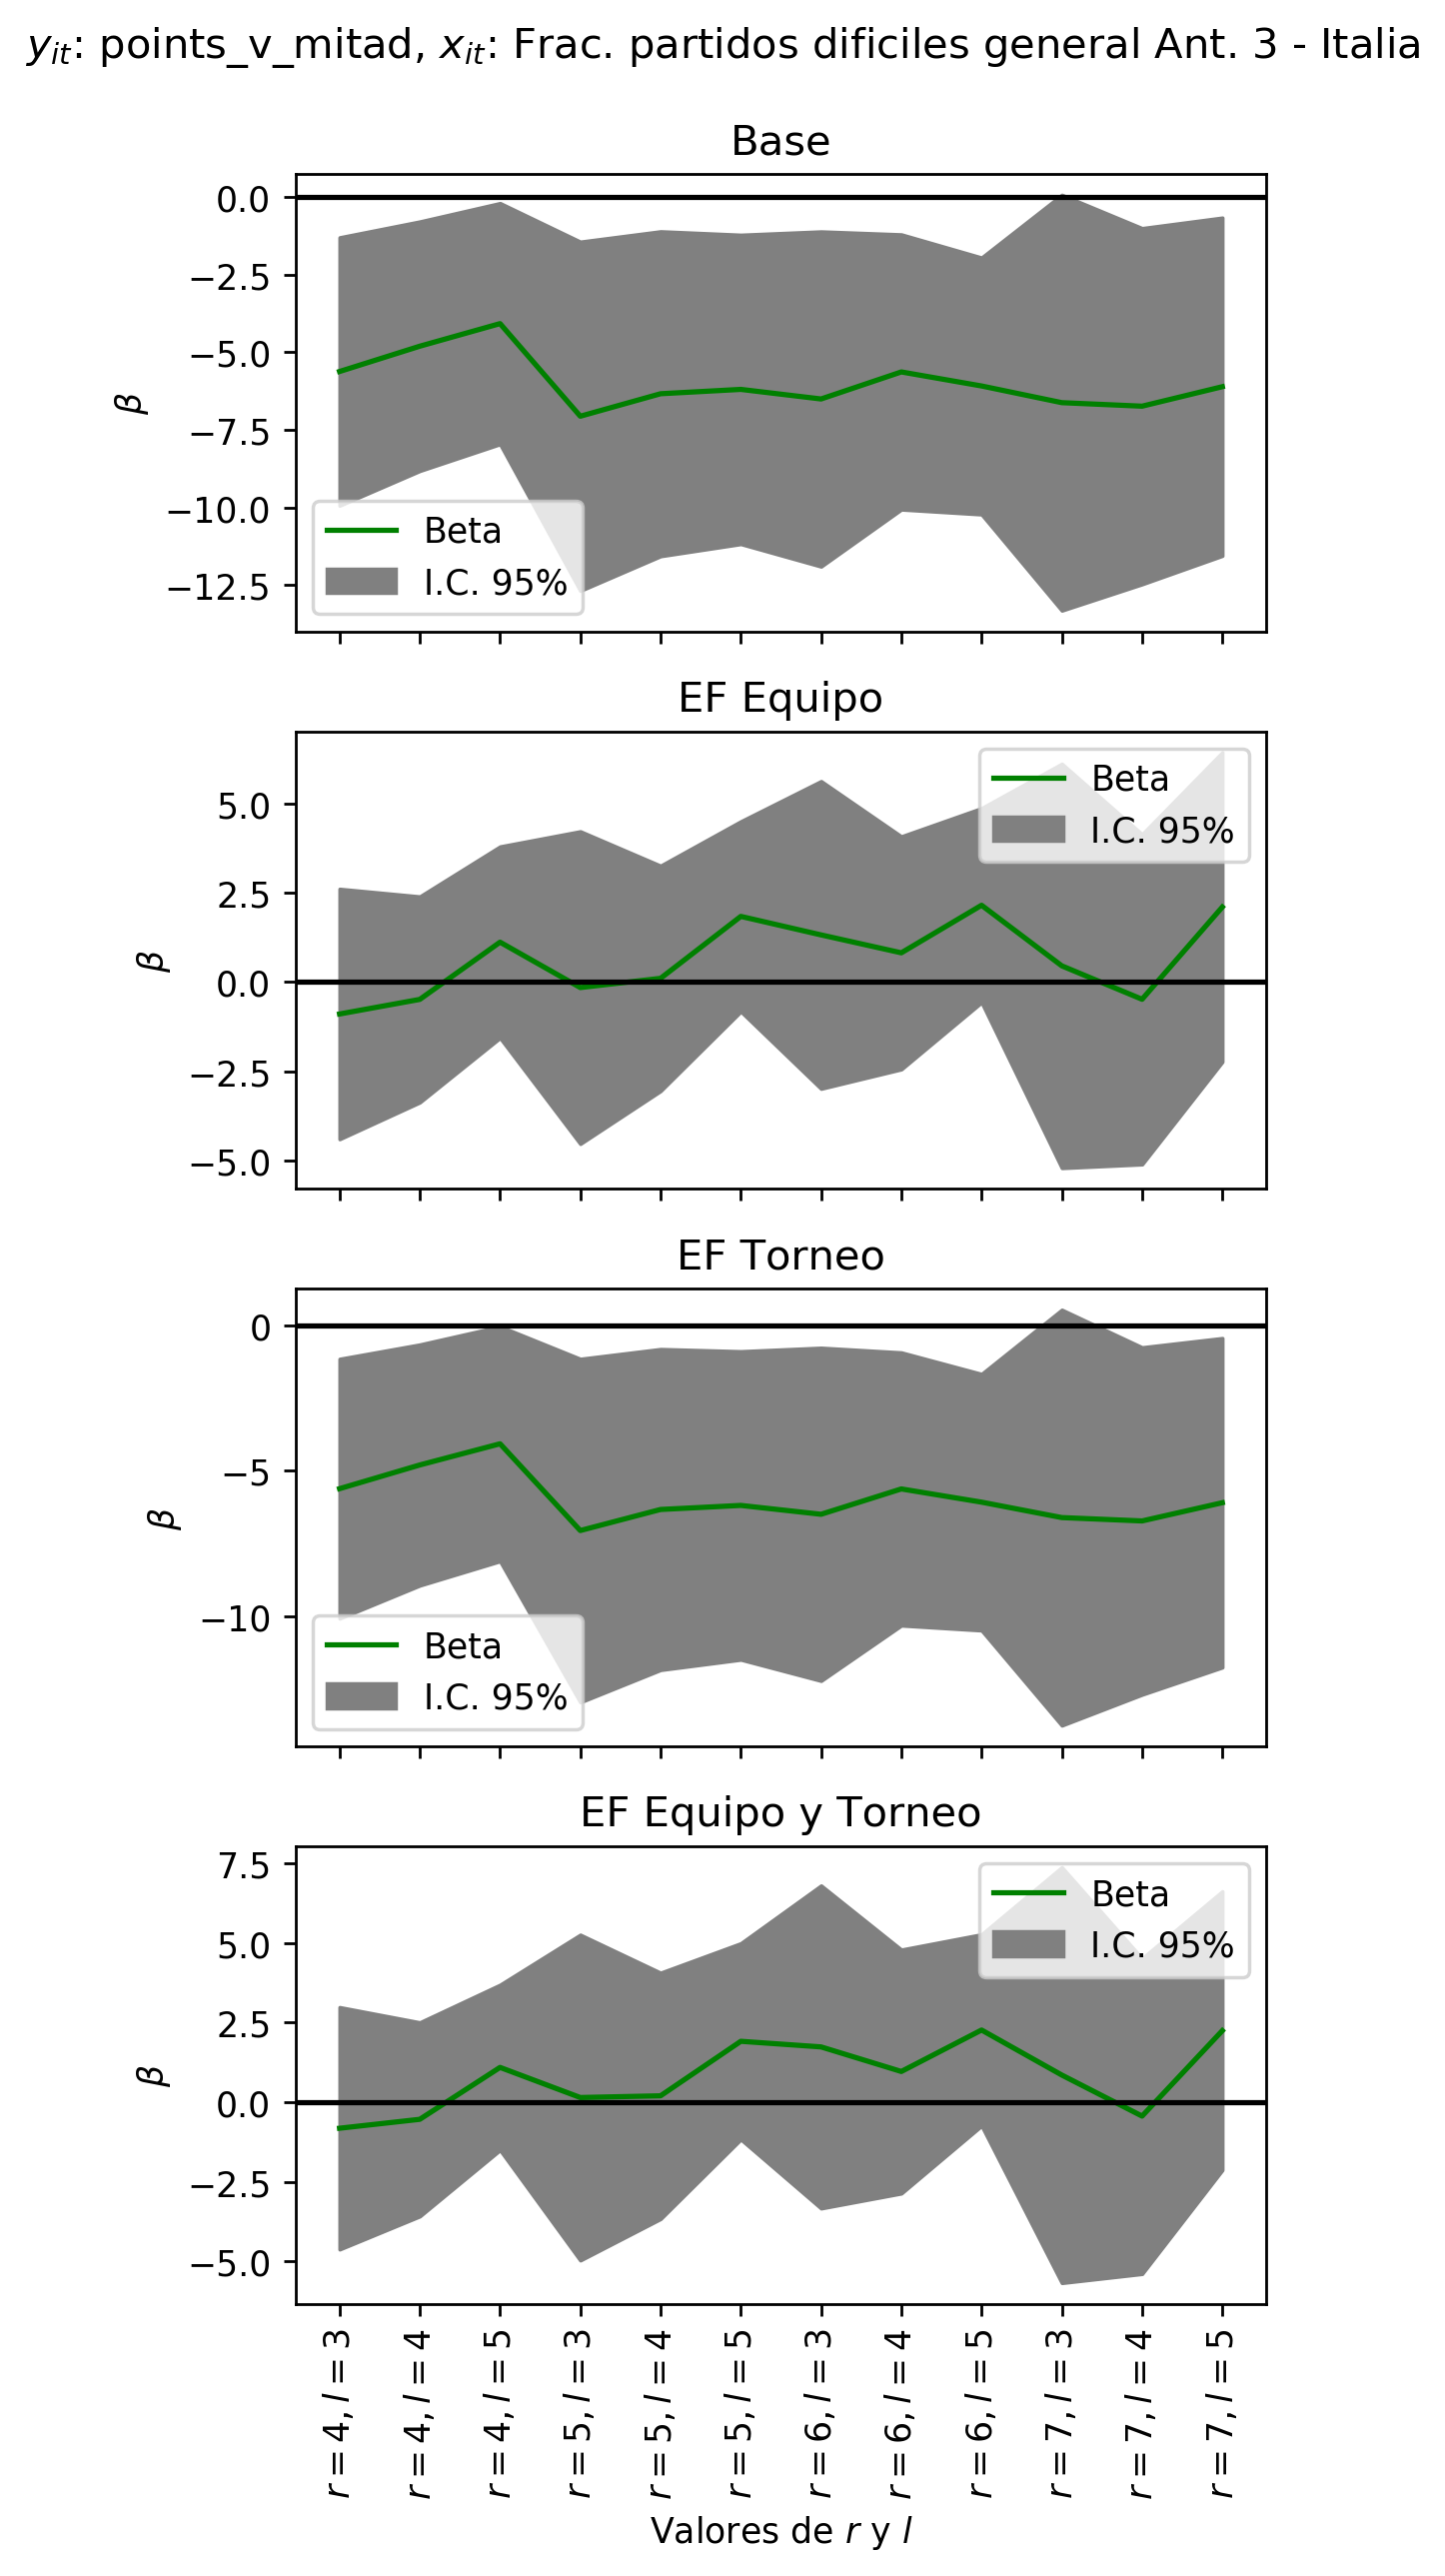 y_it: points_v_mitad, x_it: Frac. partidos dificiles general Ant. 3 - Italia
Base
0.0
−2.5
−5.0
−7.5
−10.0
−12.5
β
Beta
I.C. 95%
EF Equipo
5.0
2.5
0.0
−2.5
−5.0
β
Beta
I.C. 95%
EF Torneo
0
−5
−10
β
Beta
I.C. 95%
EF Equipo y Torneo
7.5
5.0
2.5
0.0
−2.5
−5.0
β
Beta
I.C. 95%
r = 4, l = 3
r = 4, l = 4
r = 4, l = 5
r = 5, l = 3
r = 5, l = 4
r = 5, l = 5
r = 6, l = 3
r = 6, l = 4
r = 6, l = 5
r = 7, l = 3
r = 7, l = 4
r = 7, l = 5
Valores de r y l